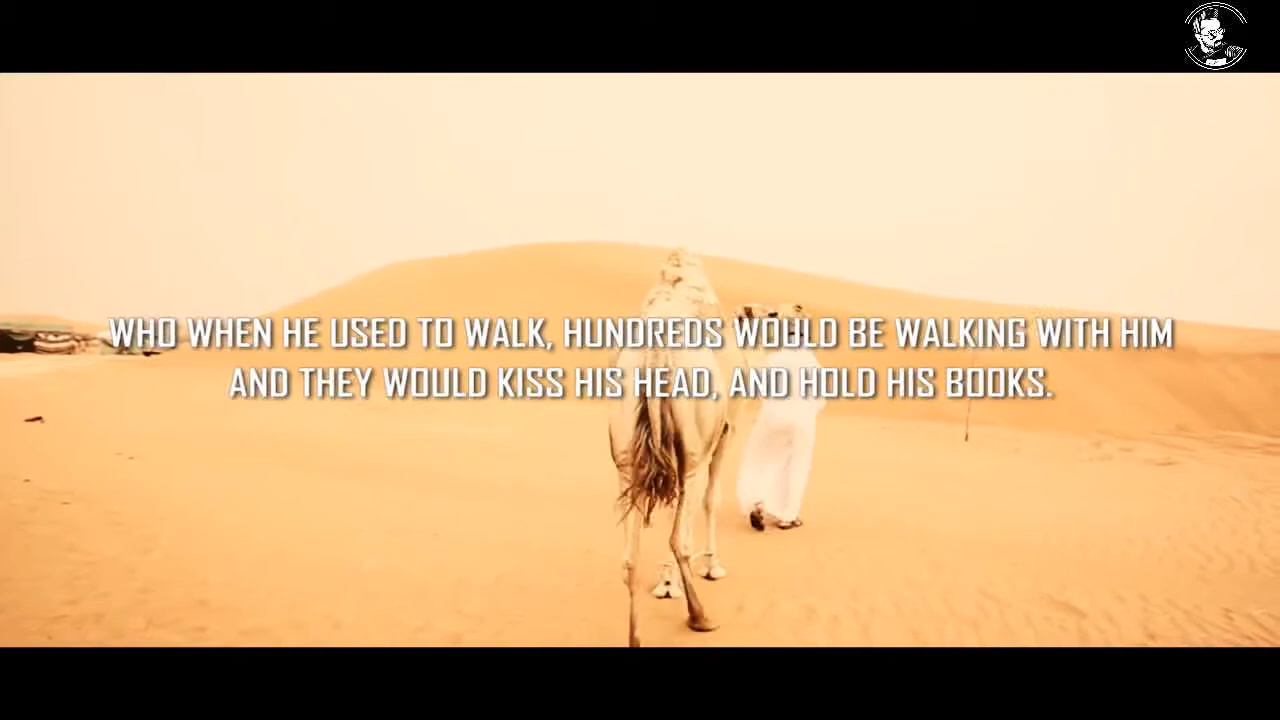 WHO WHEN HE USED TO WALK, HUNDREDS WOULD BE WALKING WITH HIM
AND THEY WOULD KISS HIS HEAD, AND HOLD HIS BOOKS.